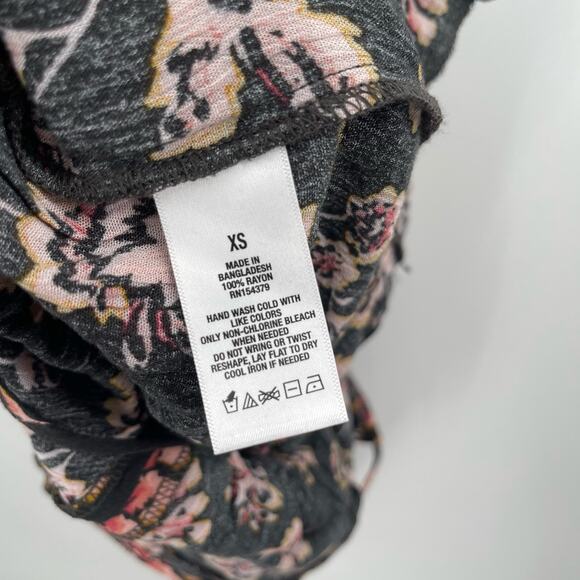 XS
MADE IN
BANGLADESH
100% RAYON
RN154379
HAND WASH COLD WITH
LIKE COLORS
ONLY NON-CHLORINE BLEACH
WHEN NEEDED
DO NOT WRING OR TWIST
RESHAPE, LAY FLAT TO DRY
COOL IRON IF NEEDED